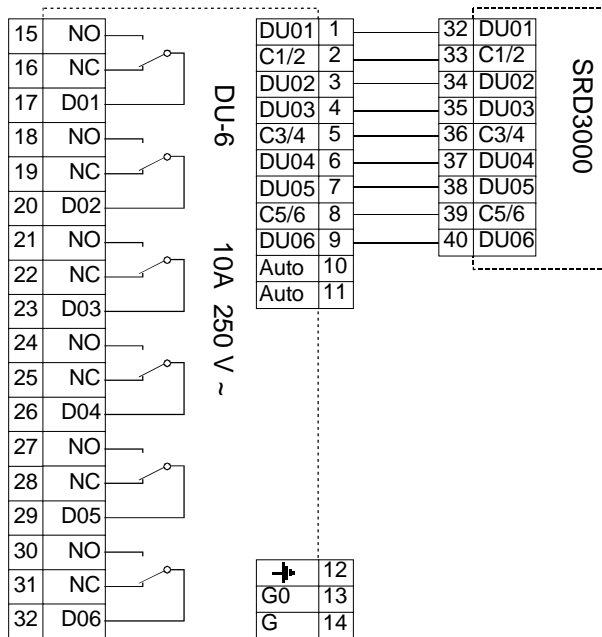 15 NO
16 NC
17 D01
18 NO
19 NC
20 D02
21 NO
22 NC
23 D03
24 NO
25 NC
26 D04
27 NO
28 NC
29 D05
30 NO
31 NC
32 D06
DU-6
10A 250 V ~
DU01 1
C1/2 2
DU02 3
DU03 4
C3/4 5
DU04 6
DU05 7
C5/6 8
DU06 9
Auto 10
Auto 11
12
G0 13
G 14
32 DU01
33 C1/2
34 DU02
35 DU03
36 C3/4
37 DU04
38 DU05
39 C5/6
40 DU06
SRD3000